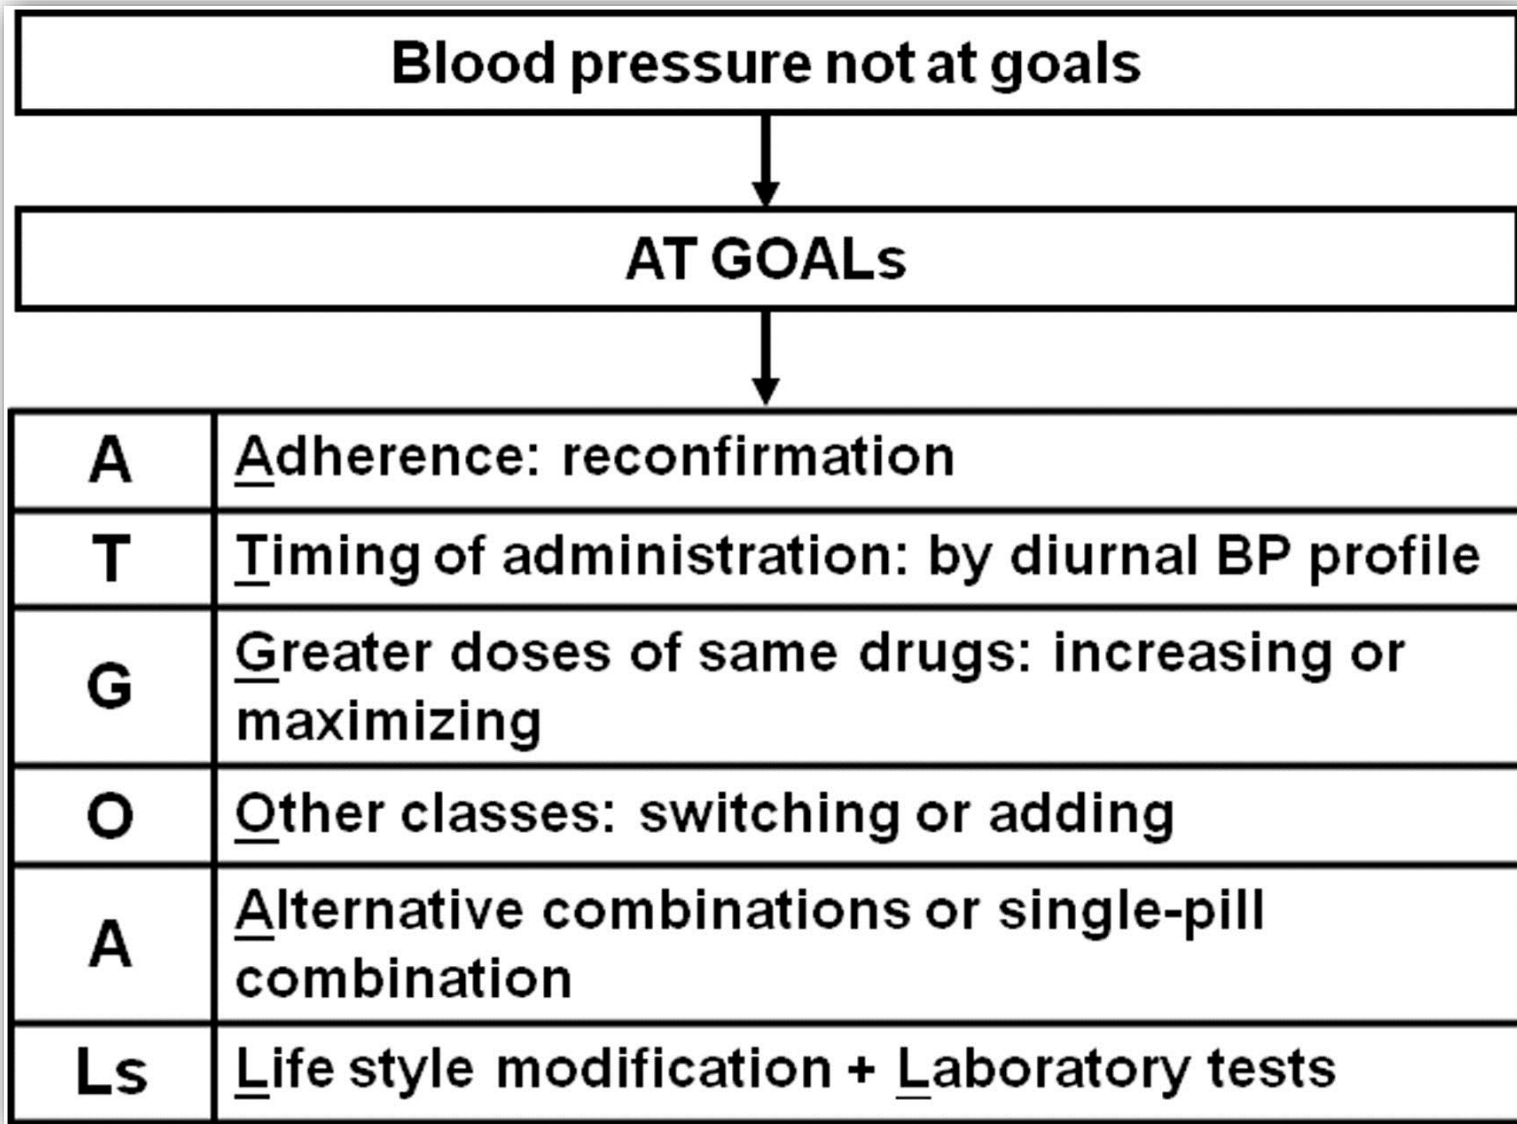 Blood pressure not at goals
AT GOALs
A
Adherence: reconfirmation
T
Timing of administration: by diurnal BP profile
G
Greater doses of same drugs: increasing or
maximizing
O
Other classes: switching or adding
A
Alternative combinations or single-pill
combination
Ls
Life style modification + Laboratory tests